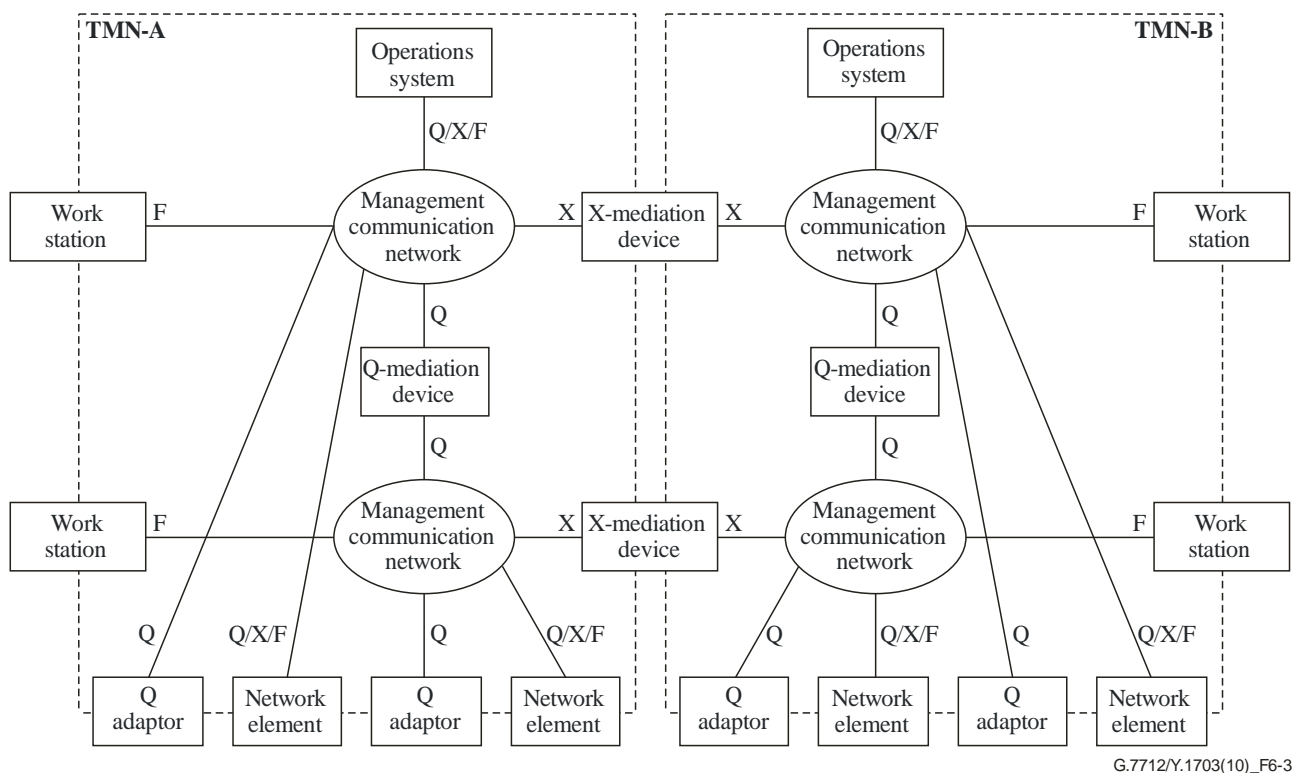 TMN-A
TMN-B
Operations
system
Operations
system
Q/X/F
Q/X/F
Work
station
F
Management
communication
network
X
X-mediation
device
X
Management
communication
network
F
Work
station
Q
Q
Q-mediation
device
Q-mediation
device
Q
Q
Work
station
F
Management
communication
network
X
X-mediation
device
X
Management
communication
network
F
Work
station
Q
Q/X/F
Q
Q/X/F
Q
Q/X/F
Q
Q/X/F
Q
adaptor
Network
element
Q
adaptor
Network
element
Q
adaptor
Network
element
Q
adaptor
Network
element
G.7712/Y.1703(10)_F6-3